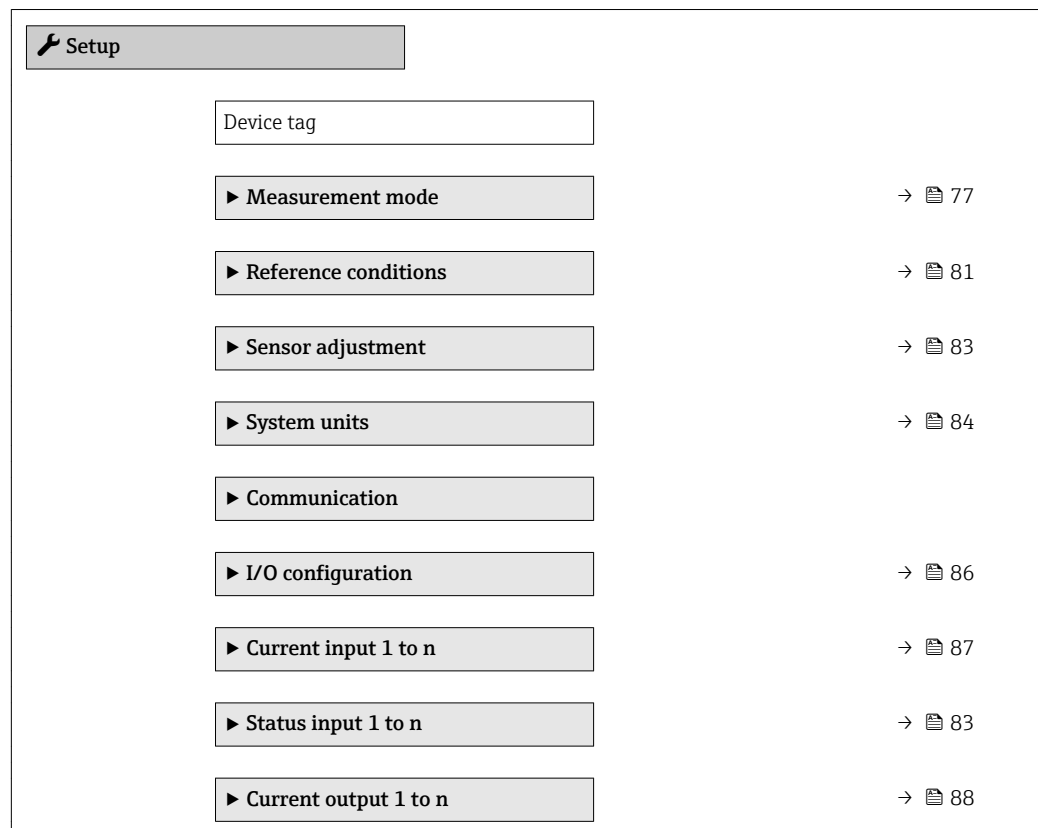 Setup
Device tag
▶ Measurement mode → 77
▶ Reference conditions → 81
▶ Sensor adjustment → 83
▶ System units → 84
▶ Communication
▶ I/O configuration → 86
▶ Current input 1 to n → 87
▶ Status input 1 to n → 83
▶ Current output 1 to n → 88